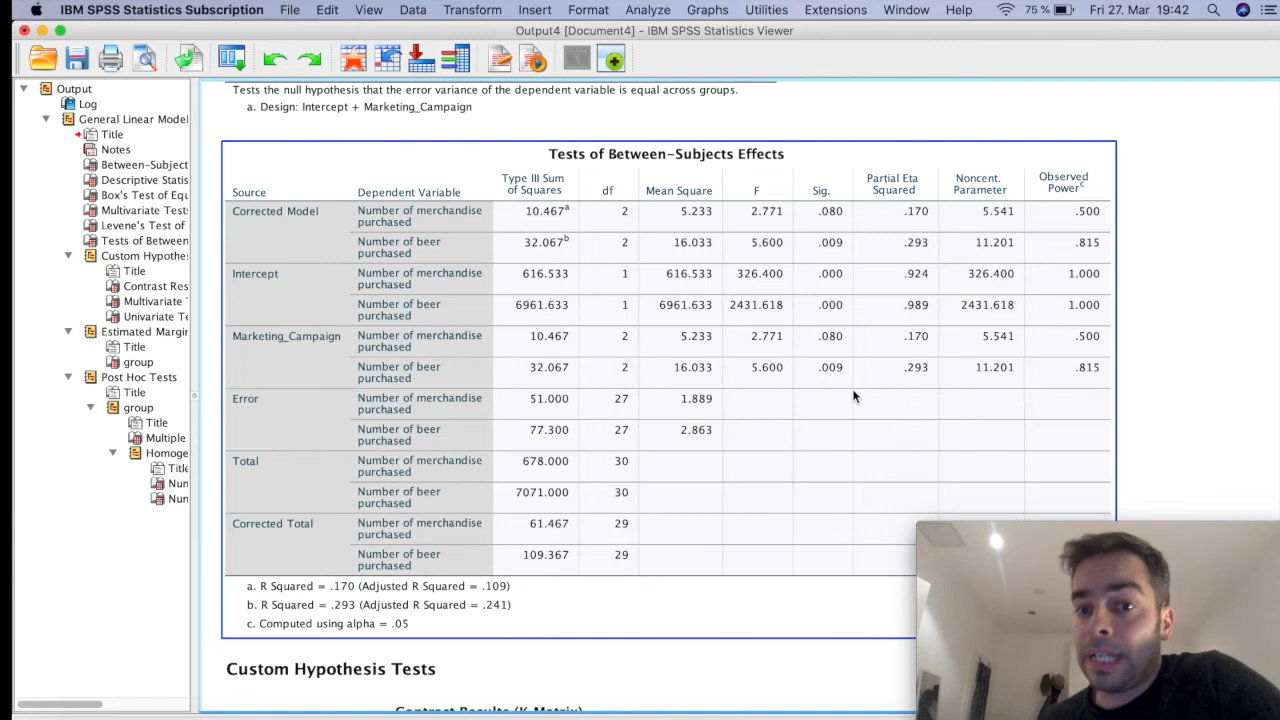 IBM SPSS Statistics Subscription File Edit View Data Transform Insert Format Analyze Graphs Utilities Extensions Window Help 75 % Fri 27. Mar 19:42
Output4 [Document4] - IBM SPSS Statistics Viewer
Output
Log
General Linear Model
Title
Notes
Between-Subject
Descriptive Statis
Box's Test of Equ
Multivariate Tests
Levene's Test of
Tests of Between
Custom Hypothes
Title
Contrast Res
Multivariate
Univariate Te
Estimated Margin
Title
group
Post Hoc Tests
Title
group
Title
Multiple
Homoge
Title
Nun
Nun
Tests the null hypothesis that the error variance of the dependent variable is equal across groups.
a. Design: Intercept + Marketing_Campaign
Tests of Between-Subjects Effects
Source Dependent Variable Type III Sum of Squares df Mean Square F Sig. Partial Eta Squared Noncent. Parameter Observed Powerc
Corrected Model Number of merchandise purchased 10.467a 2 5.233 2.771 .080 .170 5.541 .500
Number of beer purchased 32.067b 2 16.033 5.600 .009 .293 11.201 .815
Intercept Number of merchandise purchased 616.533 1 616.533 326.400 .000 .924 326.400 1.000
Number of beer purchased 6961.633 1 6961.633 2431.618 .000 .989 2431.618 1.000
Marketing_Campaign Number of merchandise purchased 10.467 2 5.233 2.771 .080 .170 5.541 .500
Number of beer purchased 32.067 2 16.033 5.600 .009 .293 11.201 .815
Error Number of merchandise purchased 51.000 27 1.889
Number of beer purchased 77.300 27 2.863
Total Number of merchandise purchased 678.000 30
Number of beer purchased 7071.000 30
Corrected Total Number of merchandise purchased 61.467 29
Number of beer purchased 109.367 29
a. R Squared = .170 (Adjusted R Squared = .109)
b. R Squared = .293 (Adjusted R Squared = .241)
c. Computed using alpha = .05
Custom Hypothesis Tests
Contrast Results (K Matrix)